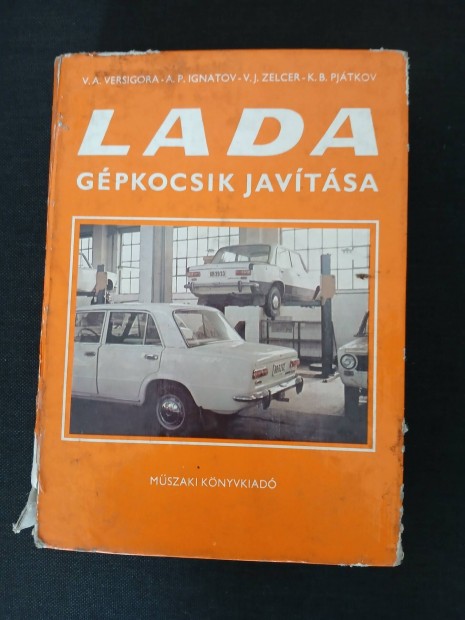 V. A. VERSIGORA • A. P. IGNATOV • V. J. ZELCER • K. B. PJÁTKOV
LADA
GÉPKOCSIK JAVÍTÁSA
MŰSZAKI KÖNYVKIADÓ